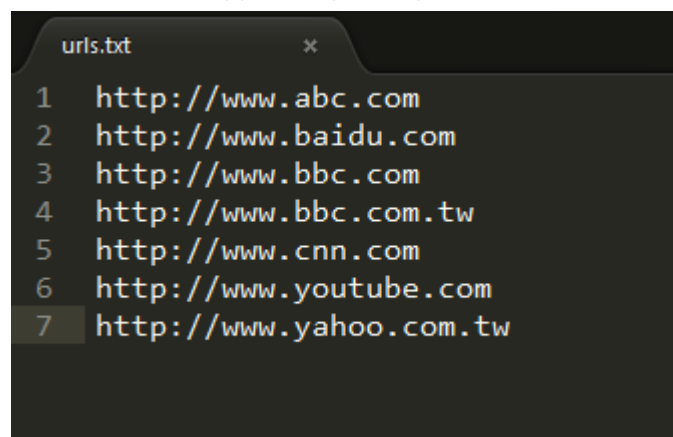 urls.txt ×
1 http://www.abc.com
2 http://www.baidu.com
3 http://www.bbc.com
4 http://www.bbc.com.tw
5 http://www.cnn.com
6 http://www.youtube.com
7 http://www.yahoo.com.tw